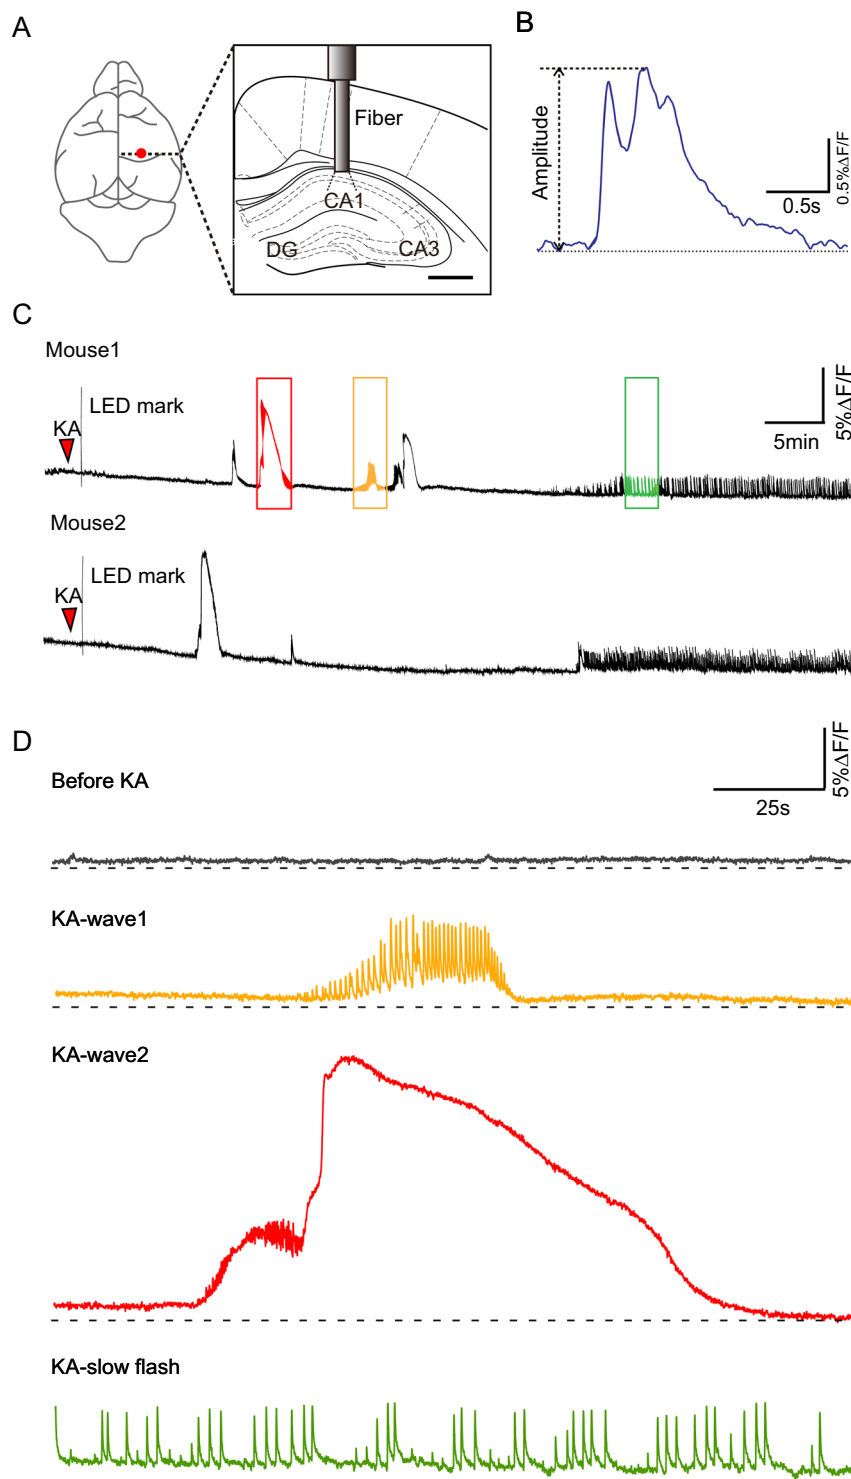 A
Fiber
CA1
DG
CA3
B
Amplitude
0.5%ΔF/F
0.5s
C
Mouse1
LED mark
KA
5%ΔF/F
5min
Mouse2
LED mark
KA
D
5%ΔF/F
Before KA
25s
KA-wave1
KA-wave2
KA-slow flash